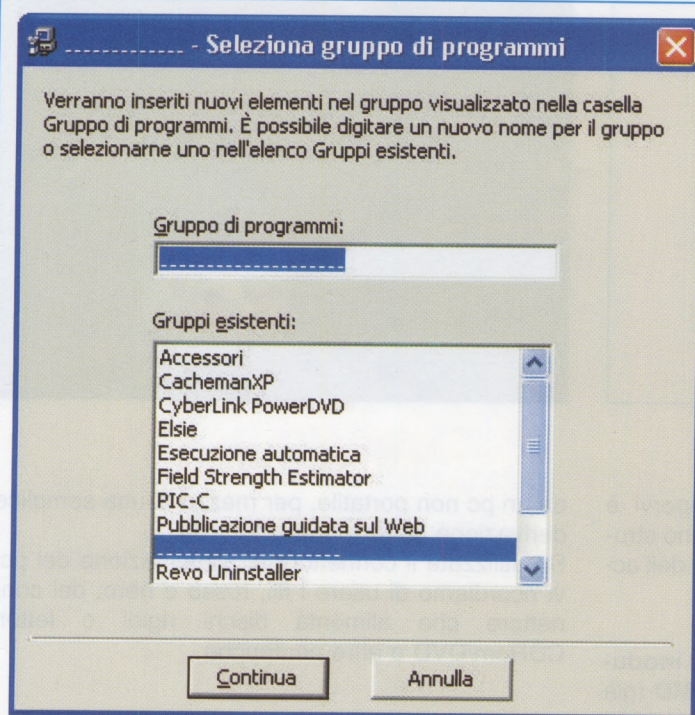 ............. - Seleziona gruppo di programmi
Verranno inseriti nuovi elementi nel gruppo visualizzato nella casella
Gruppo di programmi. È possibile digitare un nuovo nome per il gruppo
o selezionarne uno nell'elenco Gruppi esistenti.
Gruppo di programmi:
Gruppi esistenti:
Accessori
CachemanXP
CyberLink PowerDVD
Elsie
Esecuzione automatica
Field Strength Estimator
PIC-C
Pubblicazione guidata sul Web
Revo Uninstaller
Continua
Annulla